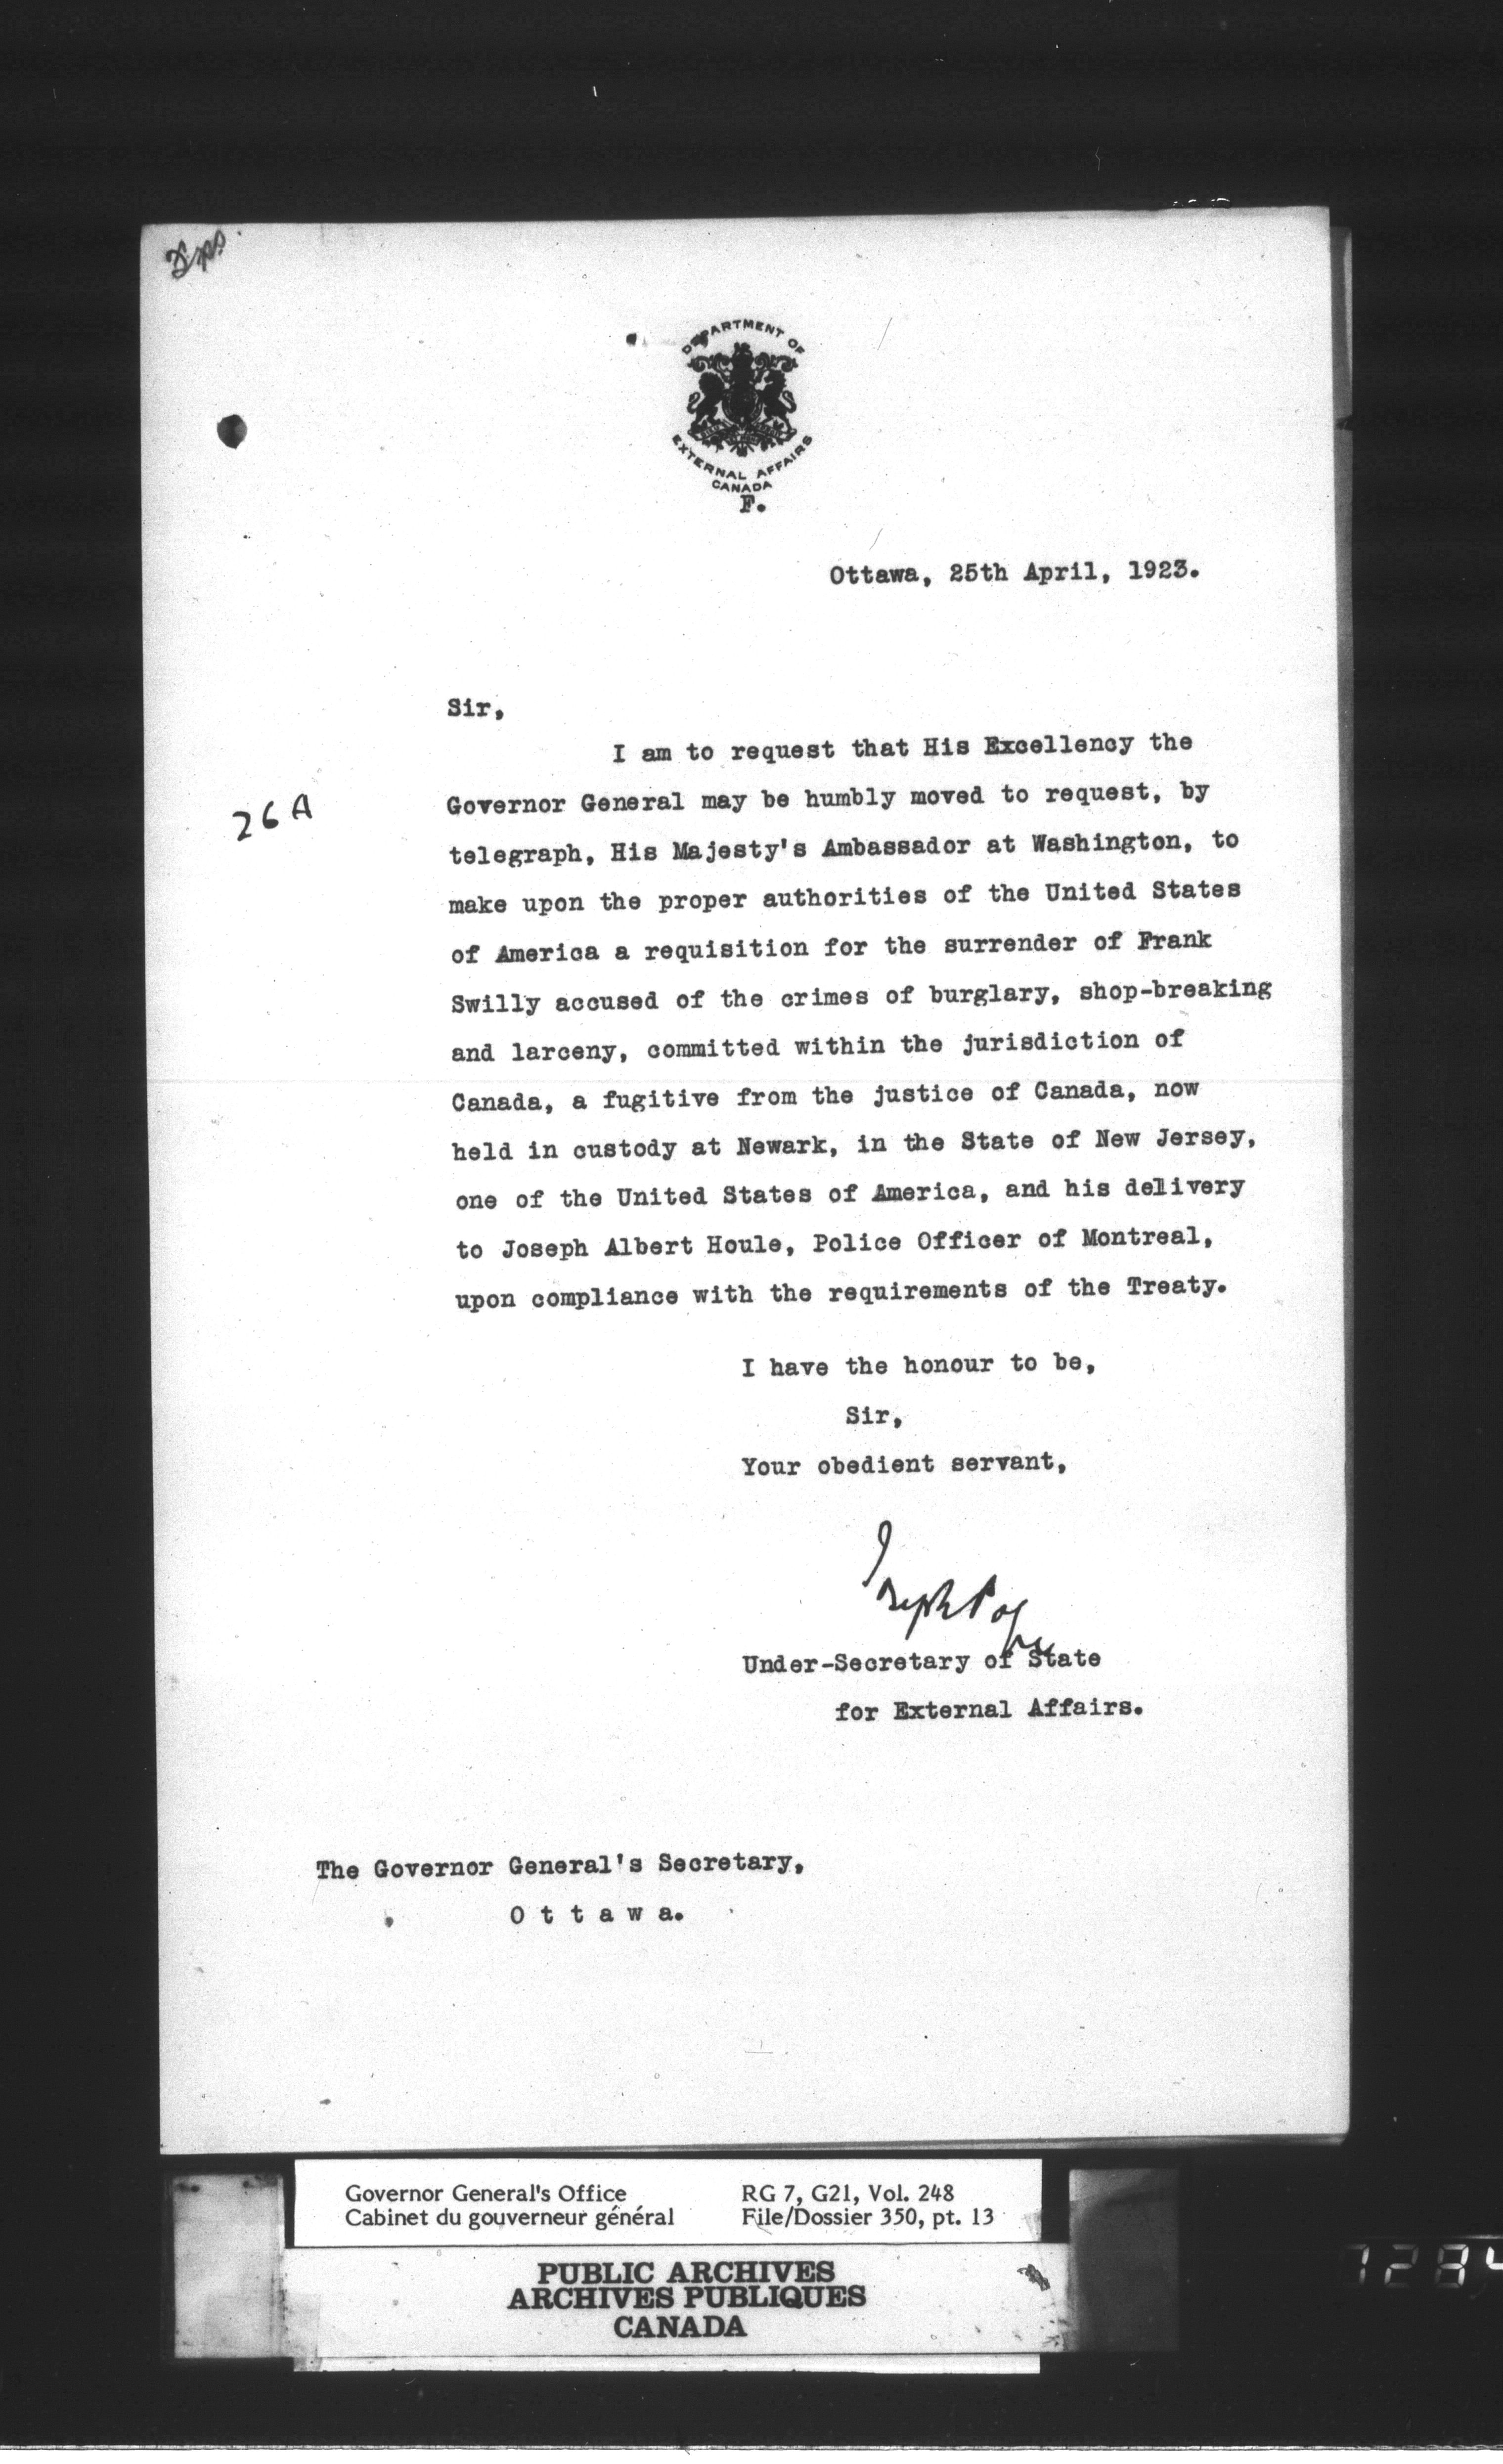 DEPARTMENT OF
EXTERNAL AFFAIRS
CANADA
F.
Ottawa, 25th April, 1923.
Sir,
I am to request that His Excellency the
26A
Governor General may be humbly moved to request, by
telegraph, His Majesty's Ambassador at Washington, to
make upon the proper authorities of the United States
of America a requisition for the surrender of Frank
Swilly accused of the crimes of burglary, shop-breaking
and larceny, committed within the jurisdiction of
Canada, a fugitive from the justice of Canada, now
held in custody at Newark, in the State of New Jersey,
one of the United States of America, and his delivery
to Joseph Albert Houle, Police Officer of Montreal,
upon compliance with the requirements of the Treaty.
I have the honour to be,
Sir,
Your obedient servant,
Joseph Pope
Under-Secretary of State
for External Affairs.
The Governor General's Secretary,
O t t a w a.
Governor General's Office RG 7, G21, Vol. 248
Cabinet du gouverneur général File/Dossier 350, pt. 13
PUBLIC ARCHIVES
ARCHIVES PUBLIQUES
CANADA
7284